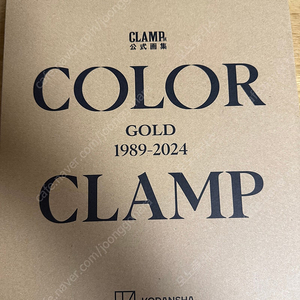 CLAMP
公式画集
COLOR
GOLD
1989-2024
CLAMP
KODANSHA